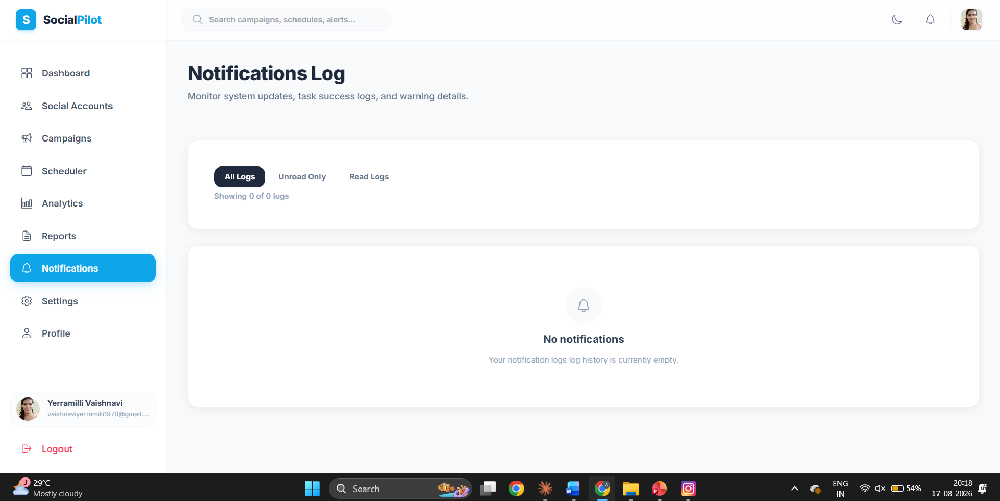 S SocialPilot
Search campaigns, schedules, alerts...
Dashboard
Social Accounts
Campaigns
Scheduler
Analytics
Reports
Notifications
Settings
Profile
Yerramilli Vaishnavi
vaishnaviyerramilli1970@gmail....
Logout
Notifications Log
Monitor system updates, task success logs, and warning details.
All Logs Unread Only Read Logs
Showing 0 of 0 logs
No notifications
Your notification logs log history is currently empty.
3 29°C
Mostly cloudy
Search
W
A
P
ENG
IN
54%
20:18
17-08-2026